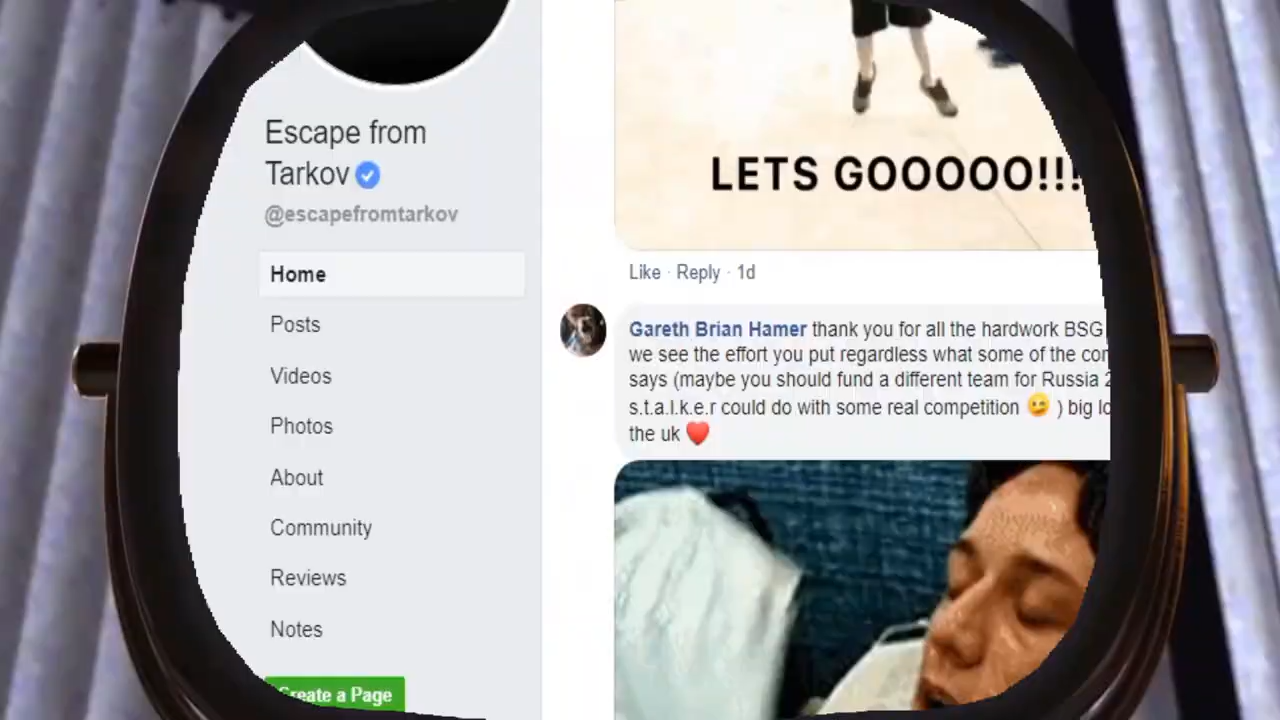 Escape from
Tarkov
@escapefromtarkov
Home
Posts
Videos
Photos
About
Community
Reviews
Notes
Create a Page
LETS GOOOOO!!!
Like · Reply · 1d
Gareth Brian Hamer thank you for all the hardwork BSG
we see the effort you put regardless what some of the
says (maybe you should fund a different team for Russia
s.t.a.l.k.e.r could do with some real competition 🤕 ) big
the uk ❤️